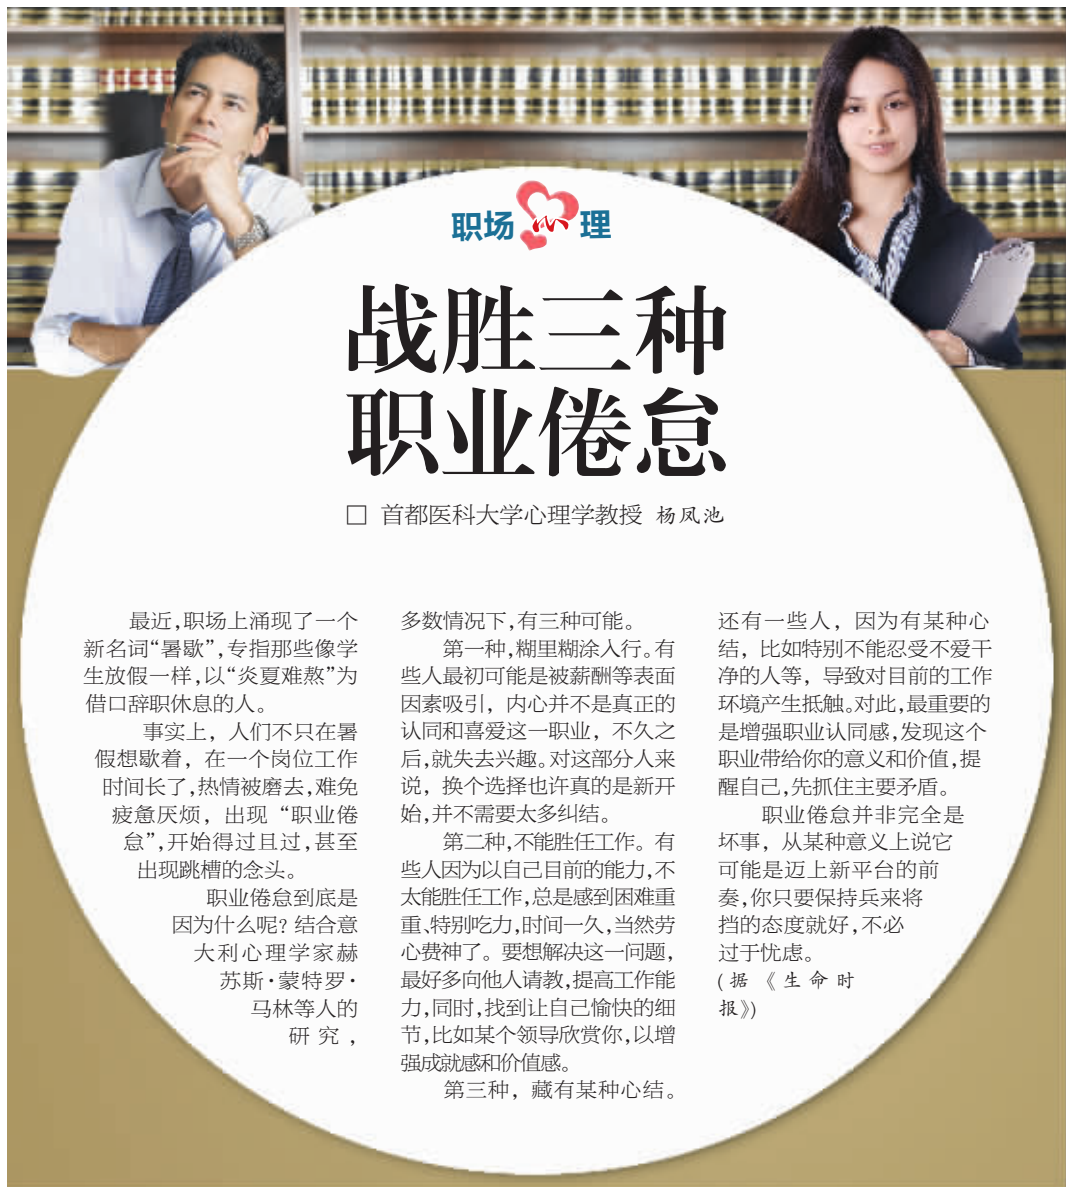 职场心理
战胜三种
职业倦怠
□ 首都医科大学心理学教授 杨凤池
最近,职场上涌现了一个
新名词“暑歇”,专指那些像学
生放假一样,以“炎夏难熬”为
借口辞职休息的人。
事实上，人们不只在暑
假想歇着，在一个岗位工作
时间长了,热情被磨去,难免
疲惫厌烦，出现“职业倦
怠”,开始得过且过,甚至
出现跳槽的念头。
职业倦怠到底是
因为什么呢？结合意
大利心理学家赫
苏斯·蒙特罗·
马林等人的
研究，
多数情况下,有三种可能。
第一种,糊里糊涂入行。有
些人最初可能是被薪酬等表面
因素吸引，内心并不是真正的
认同和喜爱这一职业，不久之
后,就失去兴趣。对这部分人来
说，换个选择也许真的是新开
始,并不需要太多纠结。
第二种,不能胜任工作。有
些人因为以自己目前的能力,不
太能胜任工作,总是感到困难重
重、特别吃力,时间一久,当然劳
心费神了。要想解决这一问题,
最好多向他人请教,提高工作能
力,同时,找到让自己愉快的细
节,比如某个领导欣赏你,以增
强成就感和价值感。
第三种，藏有某种心结。
还有一些人，因为有某种心
结，比如特别不能忍受不爱干
净的人等，导致对目前的工作
环境产生抵触。对此,最重要的
是增强职业认同感,发现这个
职业带给你的意义和价值,提
醒自己,先抓住主要矛盾。
职业倦怠并非完全是
坏事，从某种意义上说它
可能是迈上新平台的前
奏,你只要保持兵来将
挡的态度就好,不必
过于忧虑。
(据《生命时
报》)